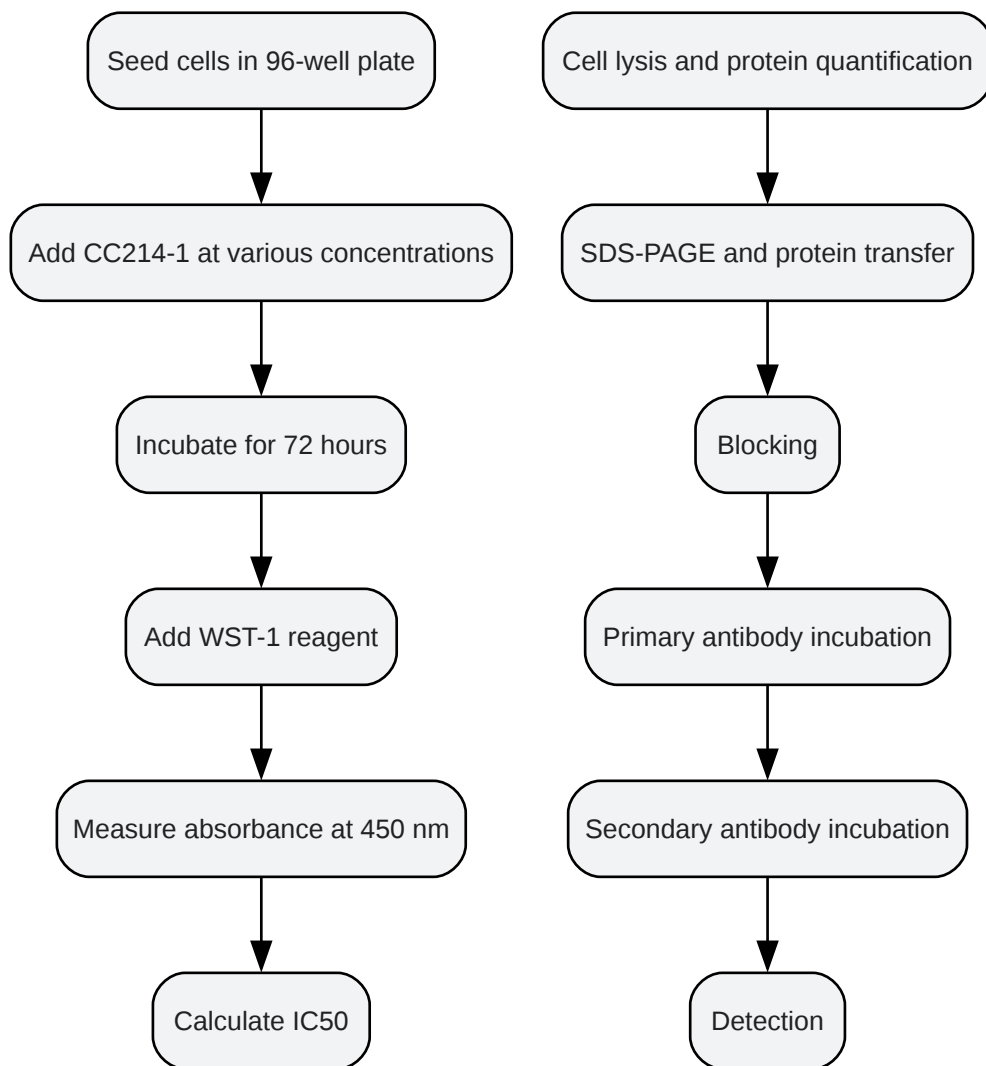 Seed cells in 96-well plate
Add CC214-1 at various concentrations
Incubate for 72 hours
Add WST-1 reagent
Measure absorbance at 450 nm
Calculate IC50
Cell lysis and protein quantification
SDS-PAGE and protein transfer
Blocking
Primary antibody incubation
Secondary antibody incubation
Detection